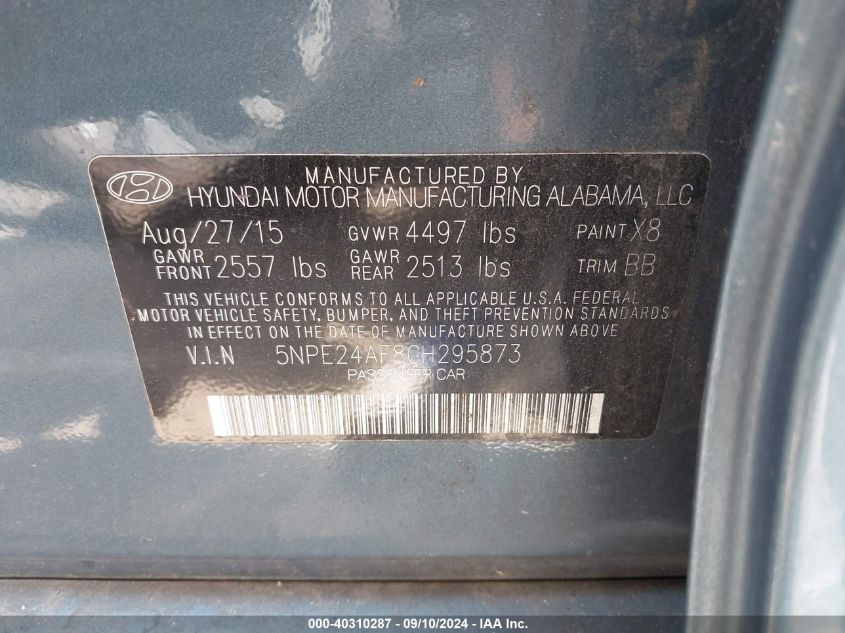 MANUFACTURED BY
HYUNDAI MOTOR MANUFACTURING ALABAMA, LLC
Aug/27/15 GVWR 4497 lbs PAINT X8
GAWR FRONT 2557 lbs GAWR REAR 2513 lbs TRIM BB
THIS VEHICLE CONFORMS TO ALL APPLICABLE U.S.A. FEDERAL
MOTOR VEHICLE SAFETY, BUMPER, AND THEFT PREVENTION STANDARDS
IN EFFECT ON THE DATE OF MANUFACTURE SHOWN ABOVE.
V.I.N 5NPE24AF8GH295873
PASSENGER CAR
000-40310287 - 09/10/2024 - IAA Inc.